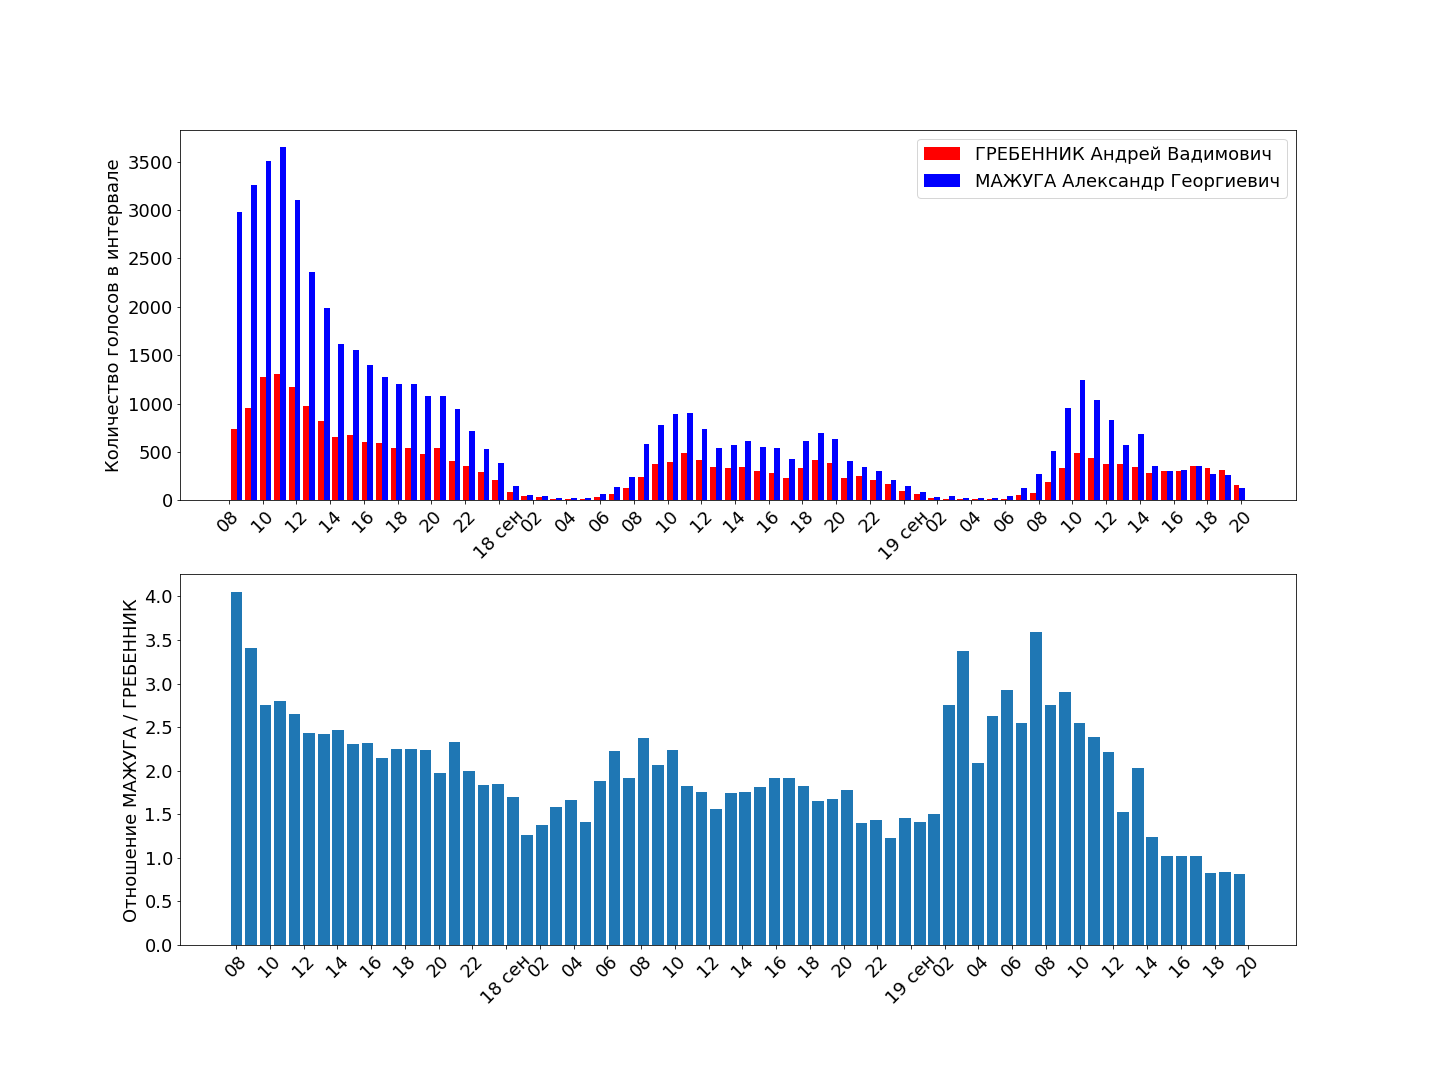 Количество голосов в интервале
3500
3000
2500
2000
1500
1000
500
0
ГРЕБЕННИК Андрей Вадимович
МАЖУГА Александр Георгиевич
08 10 12 14 16 18 20 22 18 сен 02 04 06 08 10 12 14 16 18 20 22 19 сен 02 04 06 08 10 12 14 16 18 20
Отношение МАЖУГА / ГРЕБЕННИК
4.0
3.5
3.0
2.5
2.0
1.5
1.0
0.5
0.0
08 10 12 14 16 18 20 22 18 сен 02 04 06 08 10 12 14 16 18 20 22 19 сен 02 04 06 08 10 12 14 16 18 20